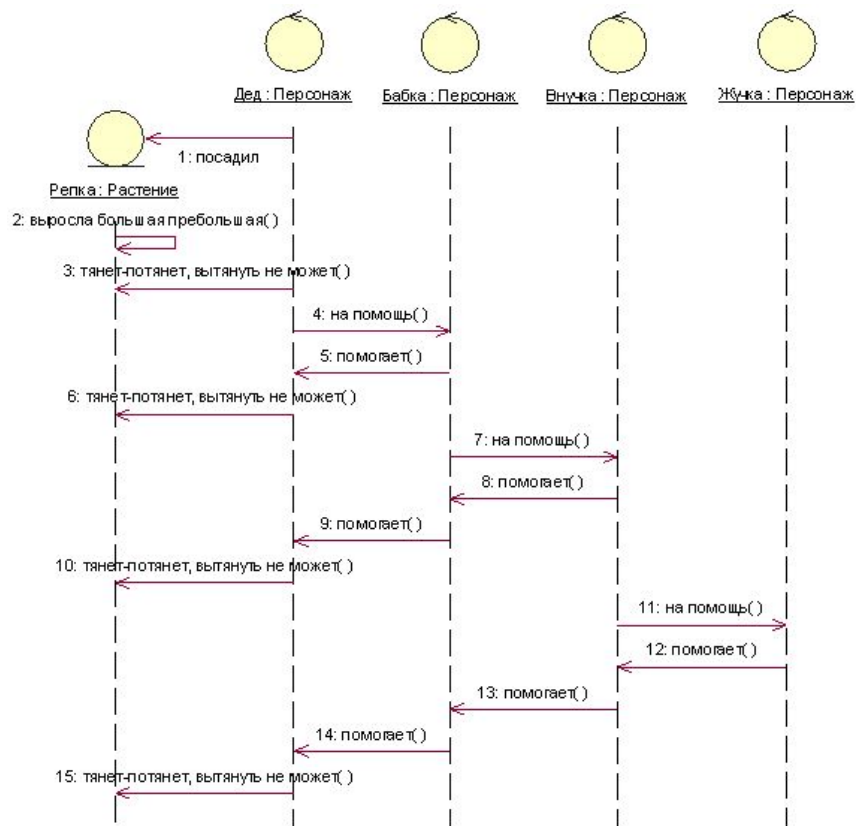 Дед : Персонаж
Бабка : Персонаж
Внучка : Персонаж
Жучка : Персонаж
1: посадил
Репка : Растение
2: выросла большая пребольшая( )
3: тянет-потянет, вытянуть не может( )
4: на помощь( )
5: помогает( )
6: тянет-потянет, вытянуть не может( )
7: на помощь( )
8: помогает( )
9: помогает( )
10: тянет-потянет, вытянуть не может( )
11: на помощь( )
12: помогает( )
13: помогает( )
14: помогает( )
15: тянет-потянет, вытянуть не может( )